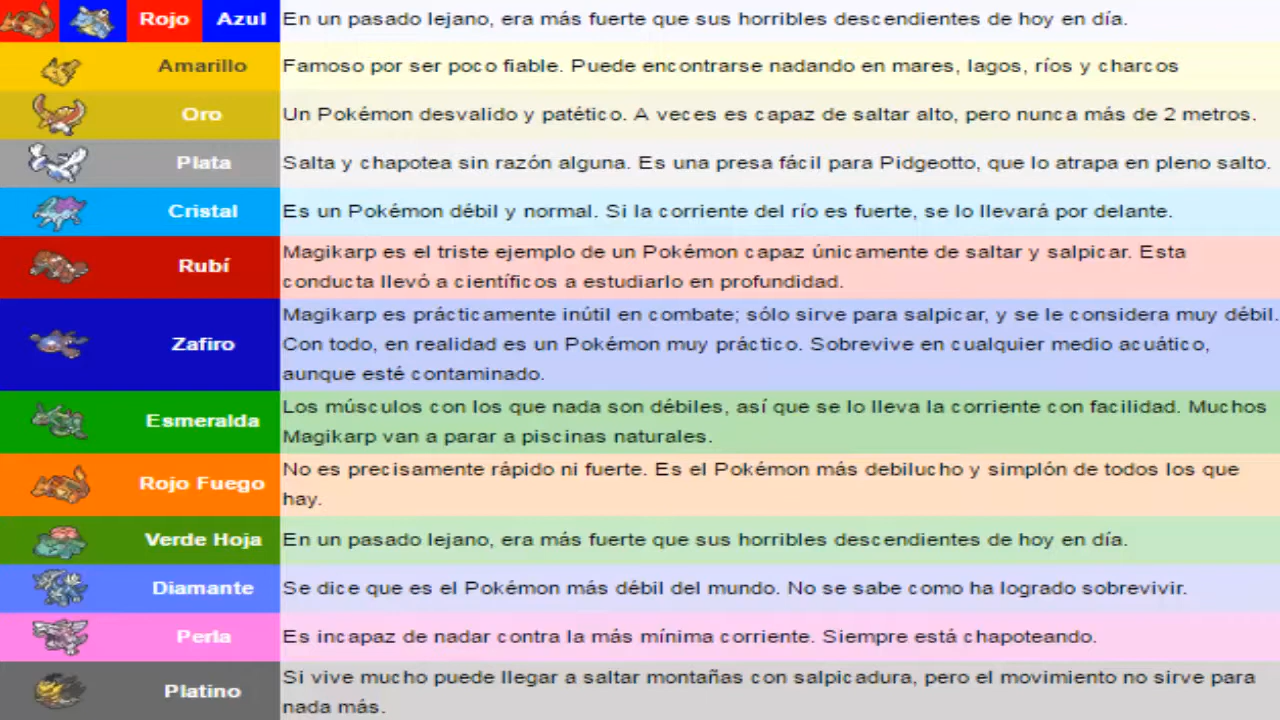 Rojo Azul En un pasado lejano, era más fuerte que sus horribles descendientes de hoy en día.
Amarillo Famoso por ser poco fiable. Puede encontrarse nadando en mares, lagos, ríos y charcos
Oro Un Pokémon desvalido y patético. A veces es capaz de saltar alto, pero nunca más de 2 metros.
Plata Salta y chapotea sin razón alguna. Es una presa fácil para Pidgeotto, que lo atrapa en pleno salto.
Cristal Es un Pokémon débil y normal. Si la corriente del río es fuerte, se lo llevará por delante.
Rubí Magikarp es el triste ejemplo de un Pokémon capaz únicamente de saltar y salpicar. Esta
conducta llevó a científicos a estudiarlo en profundidad.
Zafiro Magikarp es prácticamente inútil en combate; sólo sirve para salpicar, y se le considera muy débil.
Con todo, en realidad es un Pokémon muy práctico. Sobrevive en cualquier medio acuático,
aunque esté contaminado.
Esmeralda Los músculos con los que nada son débiles, así que se lo lleva la corriente con facilidad. Muchos
Magikarp van a parar a piscinas naturales.
Rojo Fuego No es precisamente rápido ni fuerte. Es el Pokémon más debilucho y simplón de todos los que
hay.
Verde Hoja En un pasado lejano, era más fuerte que sus horribles descendientes de hoy en día.
Diamante Se dice que es el Pokémon más débil del mundo. No se sabe como ha logrado sobrevivir.
Perla Es incapaz de nadar contra la más mínima corriente. Siempre está chapoteando.
Platino Si vive mucho puede llegar a saltar montañas con salpicadura, pero el movimiento no sirve para
nada más.